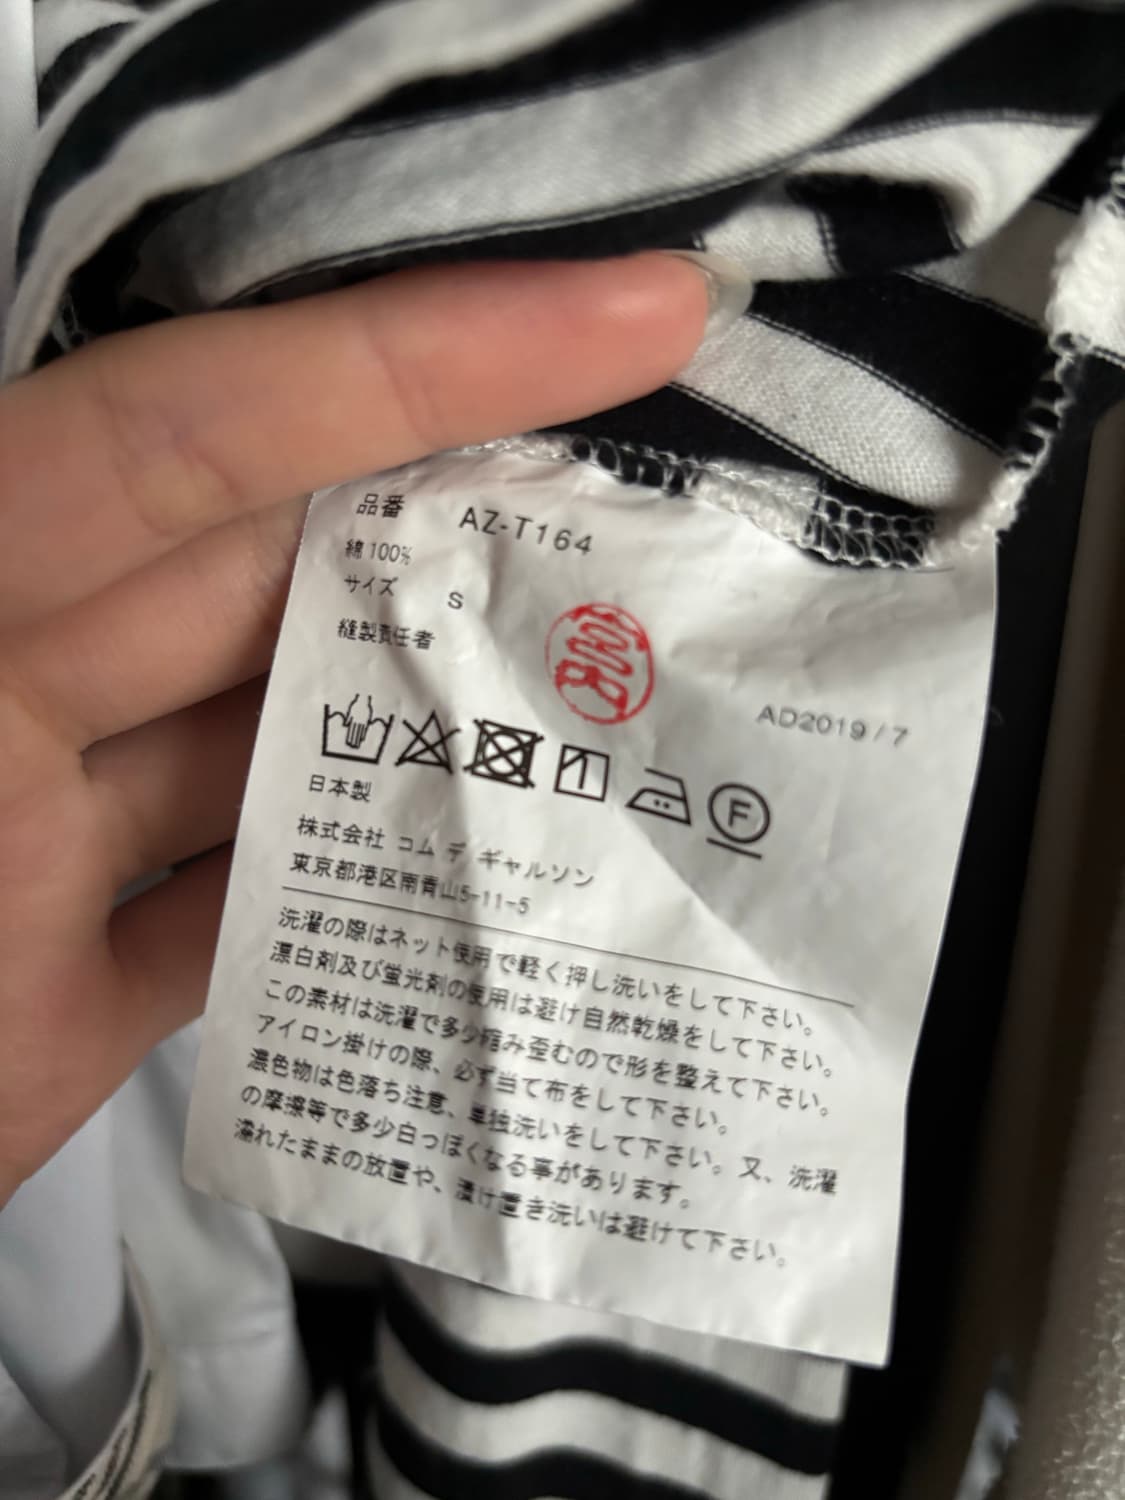 品番 AZ-T164
綿100%
サイズ S
縫製責任者
AD2019/7
F
日本製
株式会社 コム デ ギャルソン
東京都港区南青山5-11-5
洗濯の際はネット使用で軽く押し洗いをして下さい。
漂白剤及び蛍光剤の使用は避け自然乾燥をして下さい。
この素材は洗濯で多少縮み歪むので形を整えて下さい。
アイロン掛けの際、必ず当て布をして下さい。
濃色物は色落ち注意、単独洗いをして下さい。又、洗濯
の摩擦等で多少白っぽくなる事があります。
濡れたままの放置や、漬け置き洗いは避けて下さい。